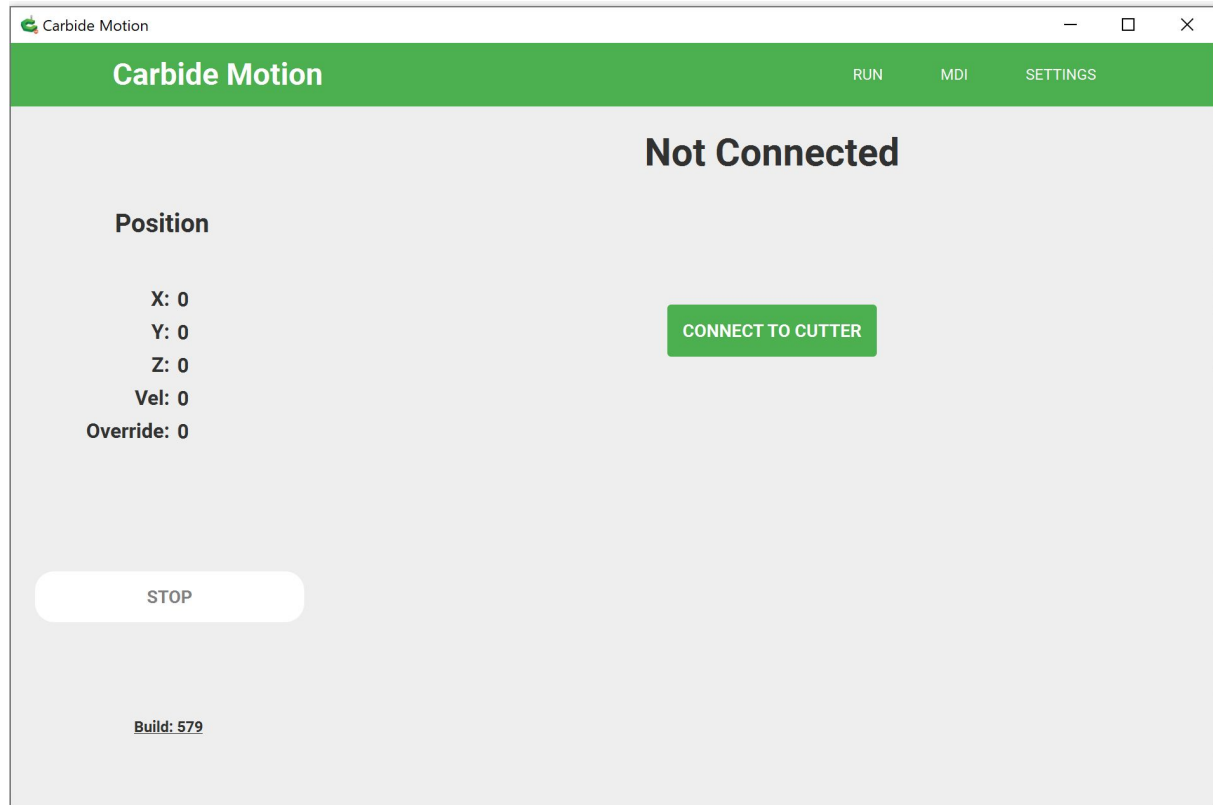 Carbide Motion
Carbide Motion
RUN MDI SETTINGS
Not Connected
Position
X: 0
Y: 0
Z: 0
Vel: 0
Override: 0
CONNECT TO CUTTER
STOP
Build: 579